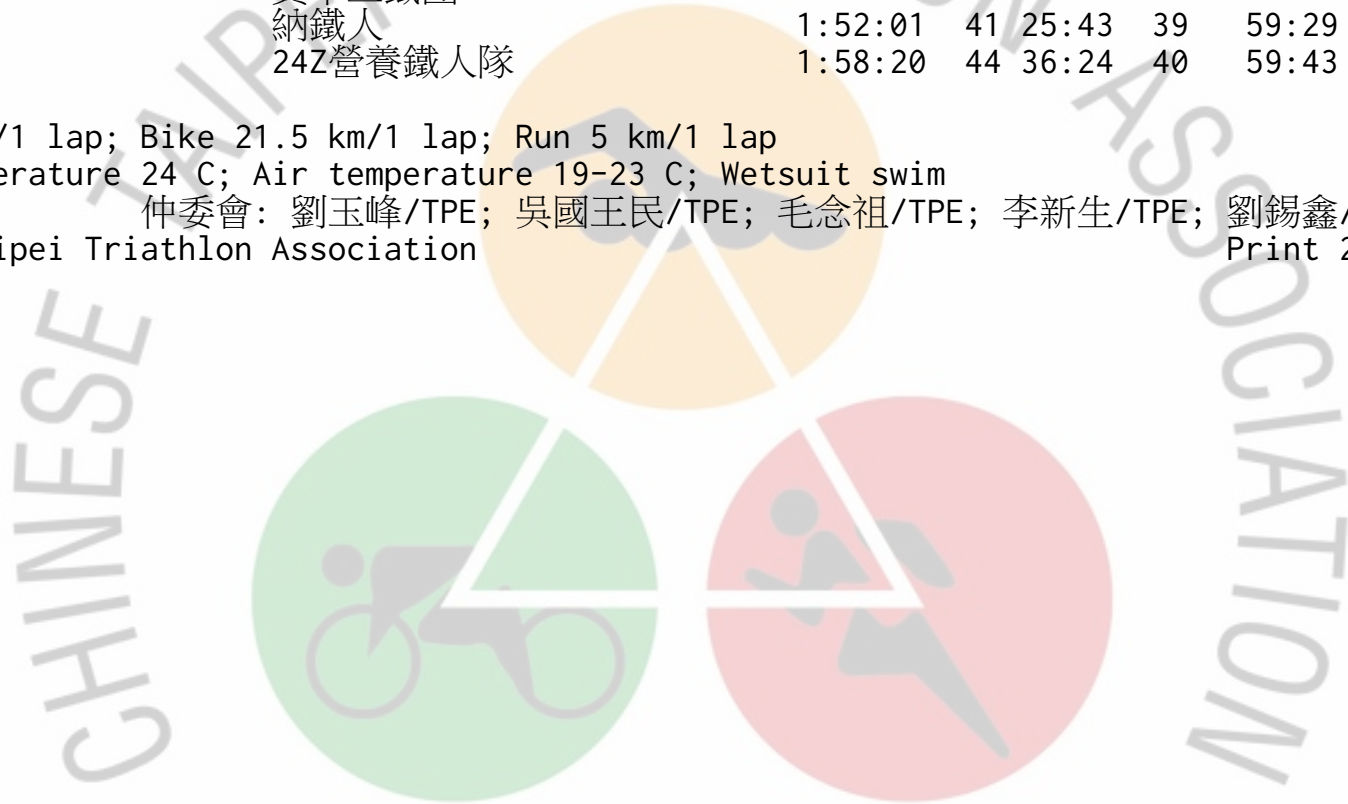 納鐵人 1:52:01 41 25:43 39 59:29
24Z營養鐵人隊 1:58:20 44 36:24 40 59:43
/1 lap; Bike 21.5 km/1 lap; Run 5 km/1 lap
erature 24 C; Air temperature 19-23 C; Wetsuit swim
仲委會: 劉玉峰/TPE; 吳國王民/TPE; 毛念祖/TPE; 李新生/TPE; 劉錫鑫/
ipei Triathlon Association Print 2
CHINESE TAIP ON ASSOCIATION